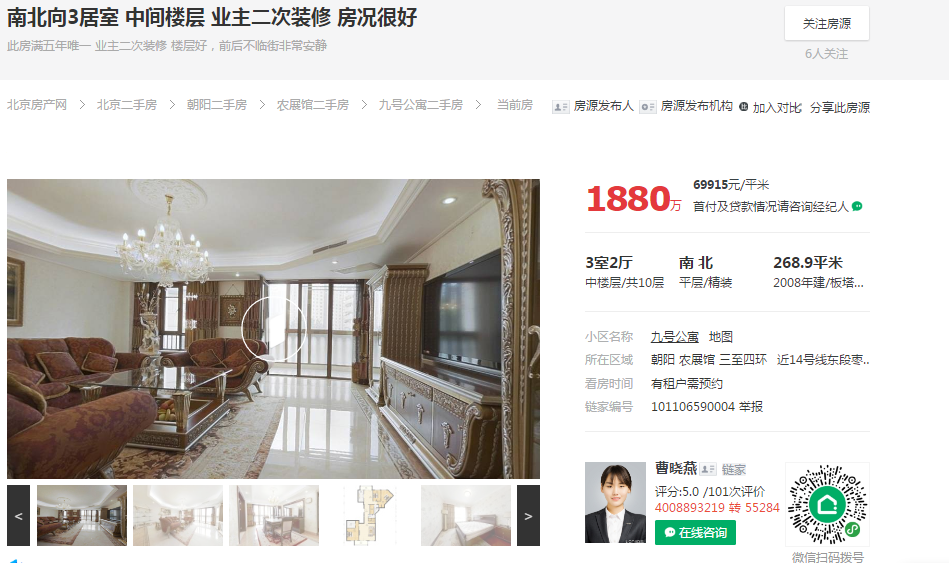 南北向3居室 中间楼层 业主二次装修 房况很好
此房满五年唯一 业主二次装修 楼层好，前后不临街非常安静
关注房源
6人关注
北京房产网 > 北京二手房 > 朝阳二手房 > 农展馆二手房 > 九号公寓二手房 > 当前房
房源发布人 房源发布机构 加入对比 分享此房源
1880万
69915元/平米
首付及贷款情况请咨询经纪人
3室2厅 南 北 268.9平米
中楼层/共10层 平层/精装 2008年建/板塔...
小区名称 九号公寓 地图
所在区域 朝阳 农展馆 三至四环 近14号线东段枣..
看房时间 有租户需预约
链家编号 101106590004 举报
曹晓燕 链家
评分:5.0 /101次评价
4008893219 转 55284
在线咨询
微信扫码拨号
< >